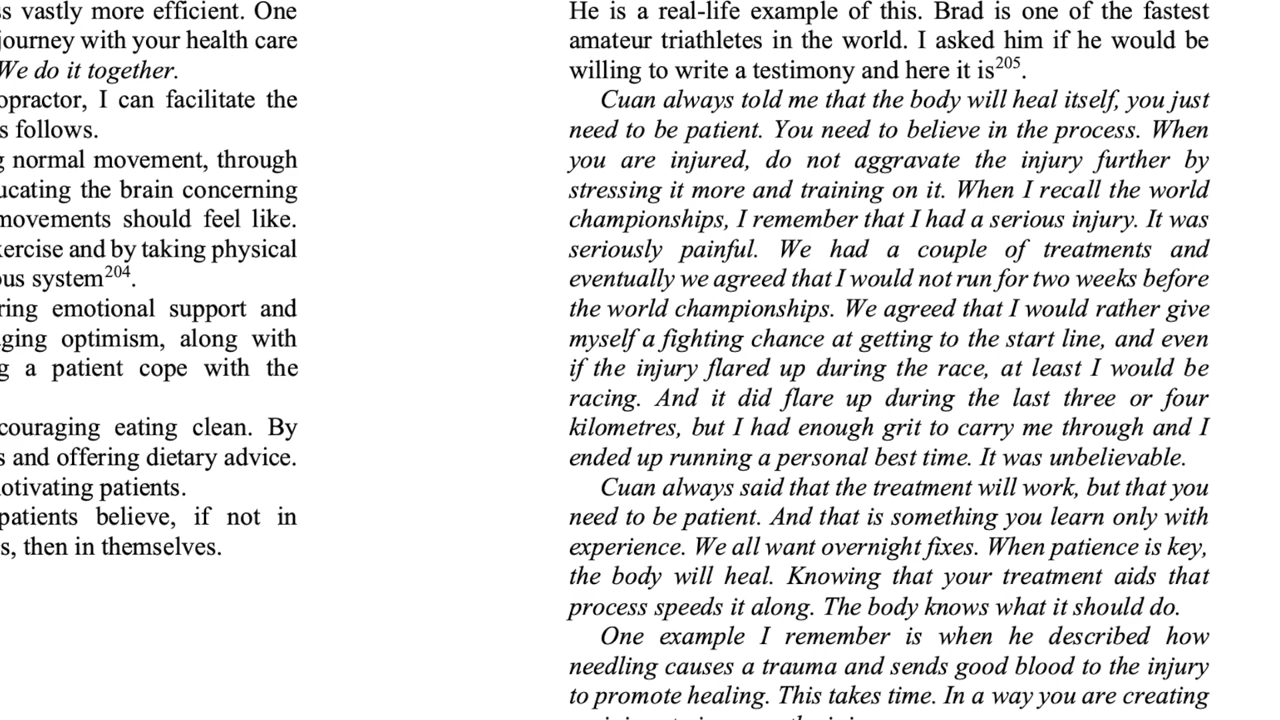 s vastly more efficient. One
journey with your health care
We do it together.
opractor, I can facilitate the
s follows.
g normal movement, through
ucating the brain concerning
movements should feel like.
xercise and by taking physical
ous system204.
ring emotional support and
ging optimism, along with
g a patient cope with the
couraging eating clean. By
s and offering dietary advice.
otivating patients.
patients believe, if not in
s, then in themselves.
He is a real-life example of this. Brad is one of the fastest
amateur triathletes in the world. I asked him if he would be
willing to write a testimony and here it is205.
Cuan always told me that the body will heal itself, you just
need to be patient. You need to believe in the process. When
you are injured, do not aggravate the injury further by
stressing it more and training on it. When I recall the world
championships, I remember that I had a serious injury. It was
seriously painful. We had a couple of treatments and
eventually we agreed that I would not run for two weeks before
the world championships. We agreed that I would rather give
myself a fighting chance at getting to the start line, and even
if the injury flared up during the race, at least I would be
racing. And it did flare up during the last three or four
kilometres, but I had enough grit to carry me through and I
ended up running a personal best time. It was unbelievable.
Cuan always said that the treatment will work, but that you
need to be patient. And that is something you learn only with
experience. We all want overnight fixes. When patience is key,
the body will heal. Knowing that your treatment aids that
process speeds it along. The body knows what it should do.
One example I remember is when he described how
needling causes a trauma and sends good blood to the injury
to promote healing. This takes time. In a way you are creating